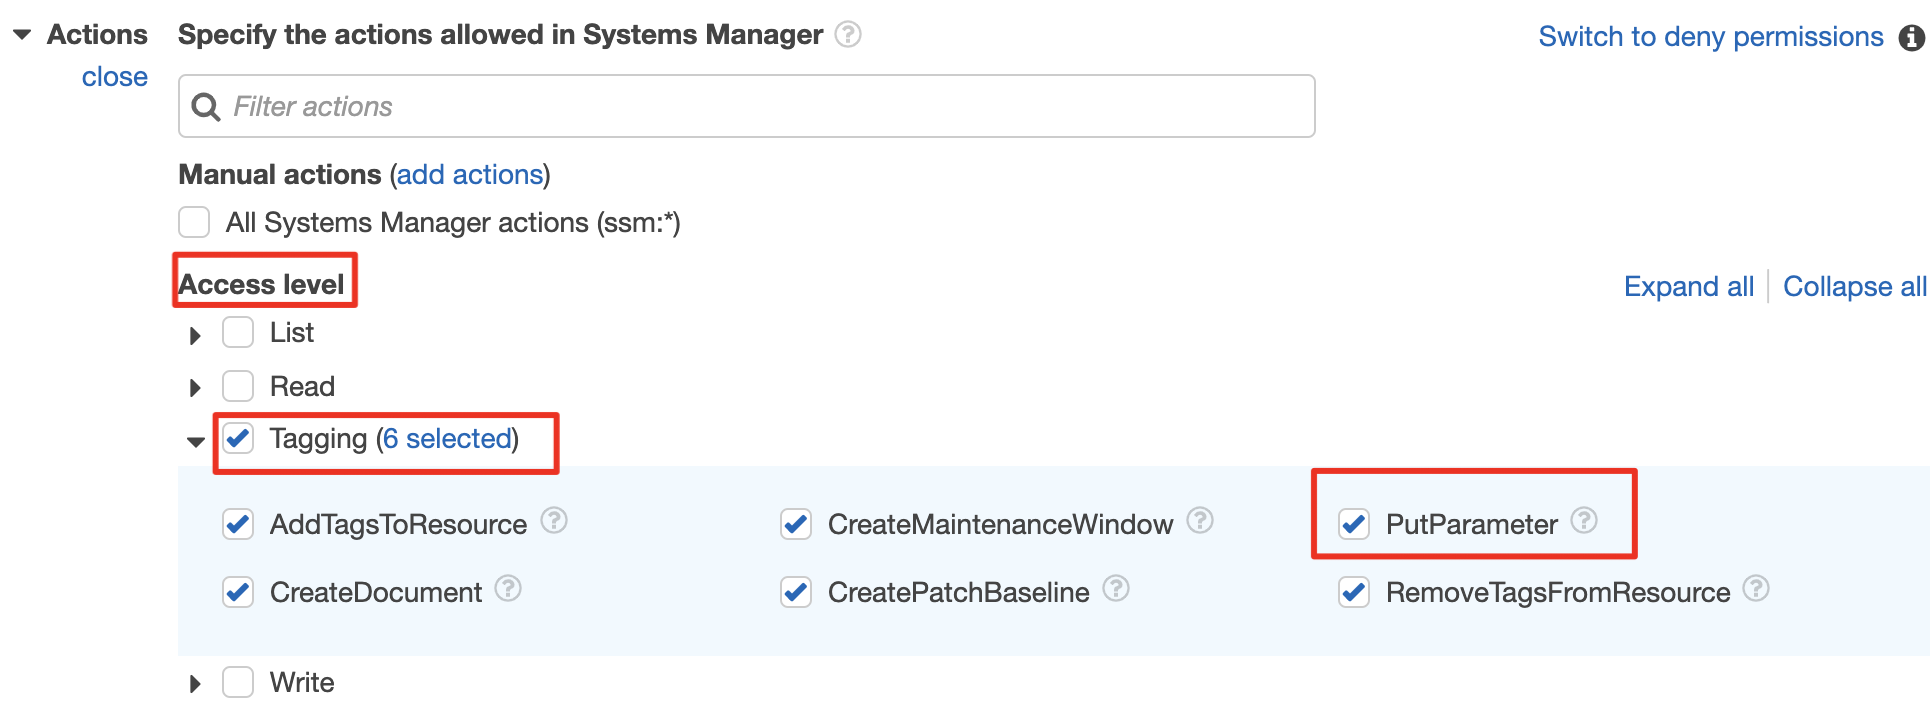 Actions Specify the actions allowed in Systems Manager ? Switch to deny permissions i
close
Filter actions
Manual actions (add actions)
All Systems Manager actions (ssm:*)
Access level Expand all Collapse all
List
Read
Tagging (6 selected)
AddTagsToResource ? CreateMaintenanceWindow ? PutParameter ?
CreateDocument ? CreatePatchBaseline ? RemoveTagsFromResource ?
Write